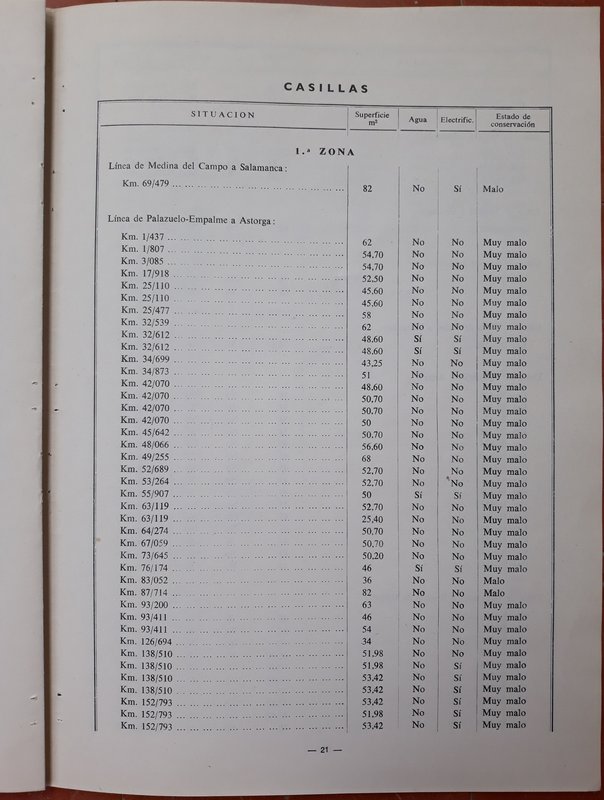 CASILLAS
SITUACION Superficie m² Agua Electrific. Estado de conservación
1.ª ZONA
Línea de Medina del Campo a Salamanca:
Km. 69/479 ... 82 No Sí Malo
Línea de Palazuelo-Empalme a Astorga:
Km. 1/437 ... 62 No No Muy malo
Km. 1/807 ... 54,70 No No Muy malo
Km. 3/085 ... 54,70 No No Muy malo
Km. 17/918 ... 52,50 No No Muy malo
Km. 25/110 ... 45,60 No No Muy malo
Km. 25/110 ... 45,60 No No Muy malo
Km. 25/477 ... 58 No No Muy malo
Km. 32/539 ... 62 No No Muy malo
Km. 32/612 ... 48,60 Sí Sí Muy malo
Km. 32/612 ... 48,60 Sí Sí Muy malo
Km. 34/699 ... 43,25 No No Muy malo
Km. 34/873 ... 51 No No Muy malo
Km. 42/070 ... 48,60 No No Muy malo
Km. 42/070 ... 50,70 No No Muy malo
Km. 42/070 ... 50,70 No No Muy malo
Km. 42/070 ... 50 No No Muy malo
Km. 45/642 ... 50,70 No No Muy malo
Km. 48/066 ... 56,60 No No Muy malo
Km. 49/255 ... 68 No No Muy malo
Km. 52/689 ... 52,70 No No Muy malo
Km. 53/264 ... 52,70 No No Muy malo
Km. 55/907 ... 50 Sí Sí Muy malo
Km. 63/119 ... 52,70 No No Muy malo
Km. 63/119 ... 25,40 No No Muy malo
Km. 64/274 ... 50,70 No No Muy malo
Km. 67/059 ... 50,70 No No Muy malo
Km. 73/645 ... 50,20 No No Muy malo
Km. 76/174 ... 46 Sí Sí Muy malo
Km. 83/052 ... 36 No No Malo
Km. 87/714 ... 82 No No Malo
Km. 93/200 ... 63 No No Muy malo
Km. 93/411 ... 46 No No Muy malo
Km. 93/411 ... 54 No No Muy malo
Km. 126/694 ... 34 No No Muy malo
Km. 138/510 ... 51,98 No No Muy malo
Km. 138/510 ... 51,98 No Sí Muy malo
Km. 138/510 ... 53,42 No Sí Muy malo
Km. 138/510 ... 53,42 No Sí Muy malo
Km. 152/793 ... 53,42 No Sí Muy malo
Km. 152/793 ... 51,98 No Sí Muy malo
Km. 152/793 ... 53,42 No Sí Muy malo
— 21 —